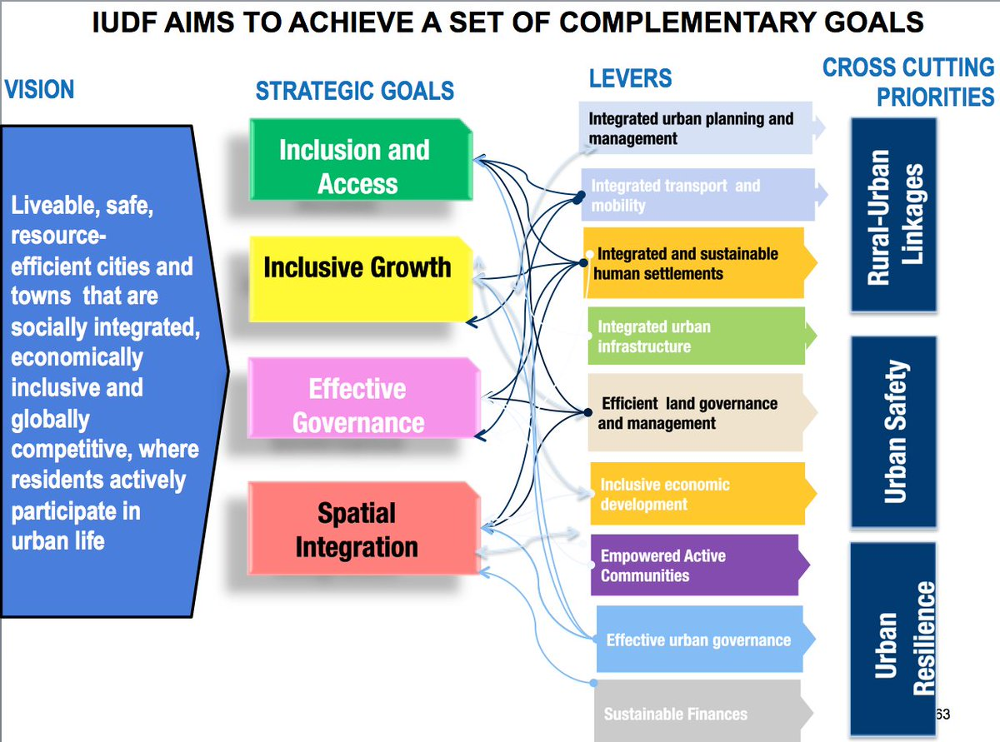 IUDF AIMS TO ACHIEVE A SET OF COMPLEMENTARY GOALS
VISION
Liveable, safe,
resource-
efficient cities and
towns that are
socially integrated,
economically
inclusive and
globally
competitive, where
residents actively
participate in
urban life
STRATEGIC GOALS
Inclusion and
Access
Inclusive Growth
Effective
Governance
Spatial
Integration
LEVERS
Integrated urban planning and
management
Integrated transport and
mobility
Integrated and sustainable
human settlements
Integrated urban
infrastructure
Efficient land governance
and management
Inclusive economic
development
Empowered Active
Communities
Effective urban governance
Sustainable Finances
CROSS CUTTING
PRIORITIES
Rural-Urban
Linkages
Urban Safety
Urban
Resilience
63